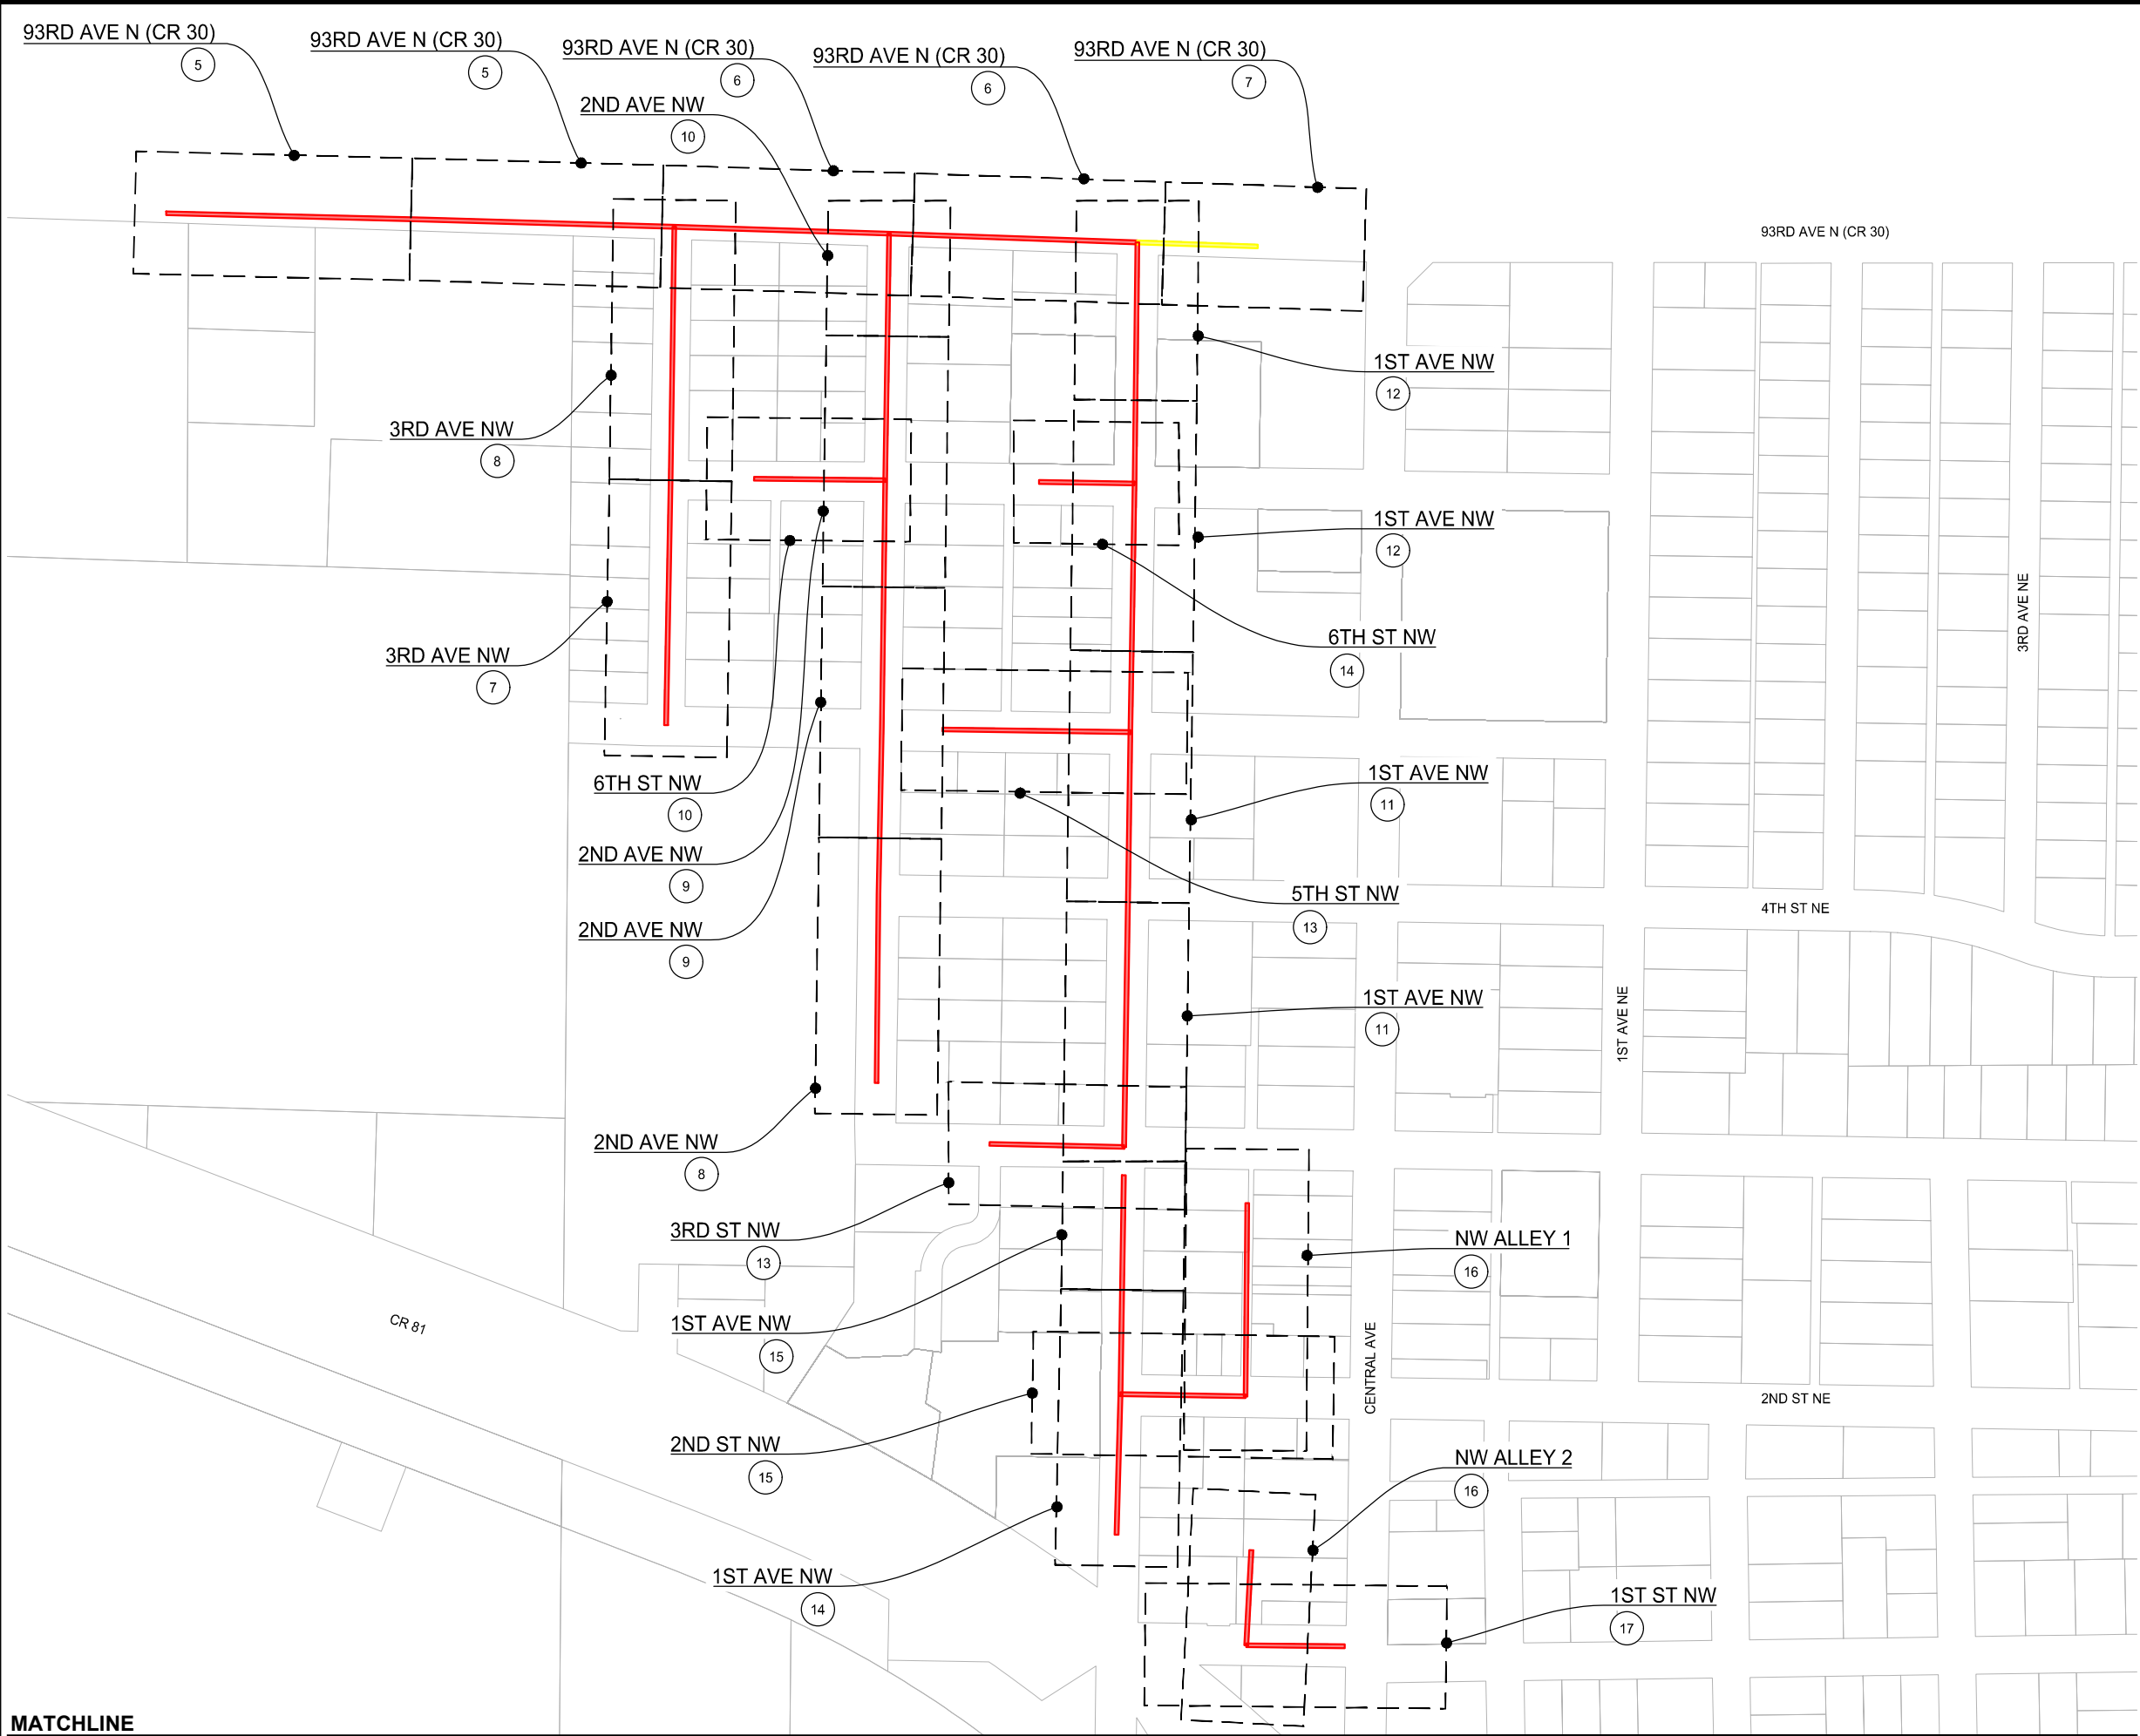 93RD AVE N (CR 30)
5
93RD AVE N (CR 30)
5
93RD AVE N (CR 30)
6
93RD AVE N (CR 30)
6
93RD AVE N (CR 30)
7
2ND AVE NW
10
93RD AVE N (CR 30)
1ST AVE NW
12
3RD AVE NW
8
1ST AVE NW
12
3RD AVE NE
6TH ST NW
14
3RD AVE NW
7
6TH ST NW
10
1ST AVE NW
11
2ND AVE NW
9
5TH ST NW
13
4TH ST NE
2ND AVE NW
9
1ST AVE NW
11
1ST AVE NE
2ND AVE NW
8
3RD ST NW
13
NW ALLEY 1
16
CR 81
1ST AVE NW
15
CENTRAL AVE
2ND ST NE
2ND ST NW
15
NW ALLEY 2
16
1ST AVE NW
14
1ST ST NW
17
MATCHLINE